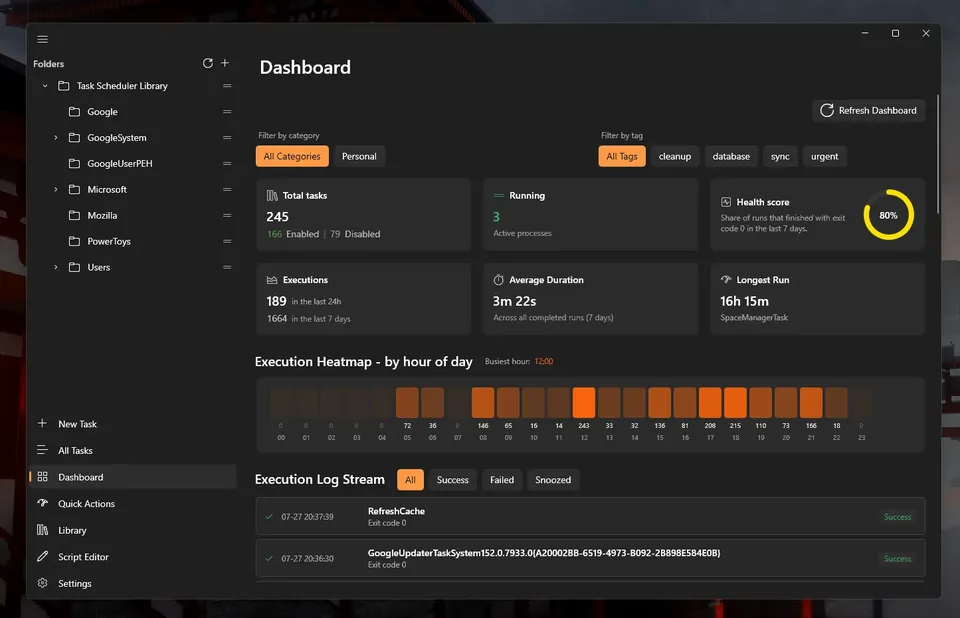 Folders
Task Scheduler Library
Google
GoogleSystem
GoogleUserPEH
Microsoft
Mozilla
PowerToys
Users
New Task
All Tasks
Dashboard
Quick Actions
Library
Script Editor
Settings
Dashboard
Refresh Dashboard
Filter by category
All Categories Personal
Filter by tag
All Tags cleanup database sync urgent
Total tasks
245
166 Enabled | 79 Disabled
Running
3
Active processes
Health score
Share of runs that finished with exit
code 0 in the last 7 days.
80%
Executions
189 in the last 24h
1664 in the last 7 days
Average Duration
3m 22s
Across all completed runs (7 days)
Longest Run
16h 15m
SpaceManagerTask
Execution Heatmap - by hour of day Busiest hour: 12:00
0 0 0 0 0 72 36 0 146 65 16 14 243 33 32 136 81 208 215 110 73 166 18 0
00 01 02 03 04 05 06 07 08 09 10 11 12 13 14 15 16 17 18 19 20 21 22 23
Execution Log Stream All Success Failed Snoozed
07-27 20:37:39 RefreshCache Success
Exit code 0
07-27 20:36:30 GoogleUpdaterTaskSystem152.0.7933.0{A20002BB-6519-4973-B092-2B898E584E0B} Success
Exit code 0